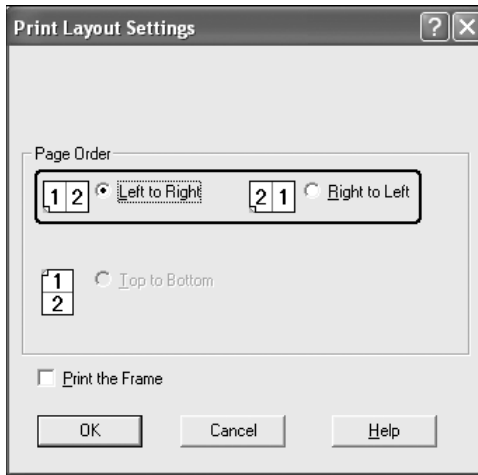 Print Layout Settings
Page Order
1 2 Left to Right 2 1 Right to Left
1
2 Top to Bottom
Print the Frame
OK Cancel Help